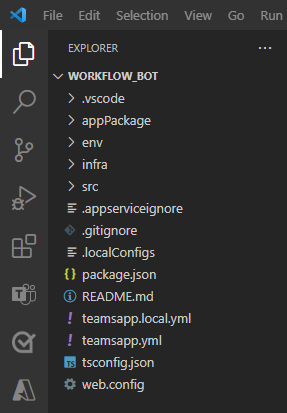 File Edit Selection View Go Run
EXPLORER ...
WORKFLOW_BOT
.vscode
appPackage
env
infra
src
.appserviceignore
.gitignore
.localConfigs
package.json
README.md
teamsapp.local.yml
teamsapp.yml
tsconfig.json
web.config